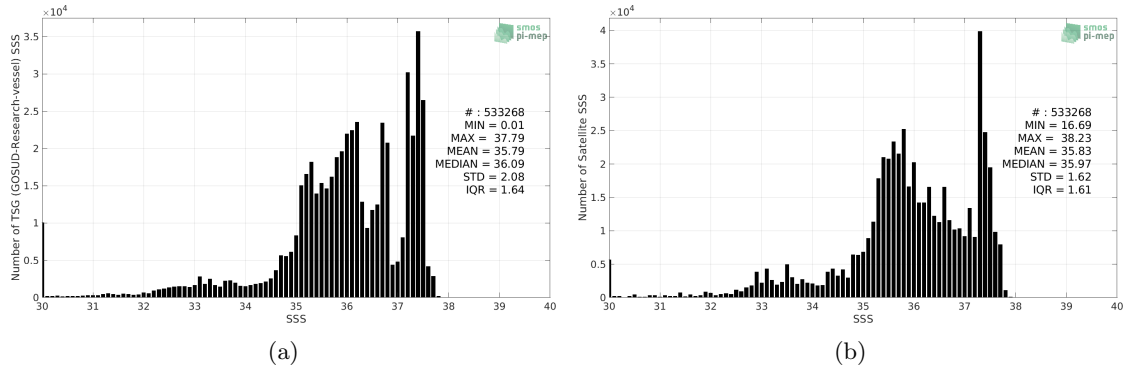 ×10⁴
3.5
3
2.5
2
1.5
1
0.5
0
Number of TSG (GOSUD-Research-vessel) SSS
30 31 32 33 34 35 36 37 38 39 40
SSS
smos
pi-mep
# : 533268
MIN = 0.01
MAX = 37.79
MEAN = 35.79
MEDIAN = 36.09
STD = 2.08
IQR = 1.64
(a)
×10⁴
4
3.5
3
2.5
2
1.5
1
0.5
0
Number of Satellite SSS
30 31 32 33 34 35 36 37 38 39 40
SSS
smos
pi-mep
# : 533268
MIN = 16.69
MAX = 38.23
MEAN = 35.83
MEDIAN = 35.97
STD = 1.62
IQR = 1.61
(b)